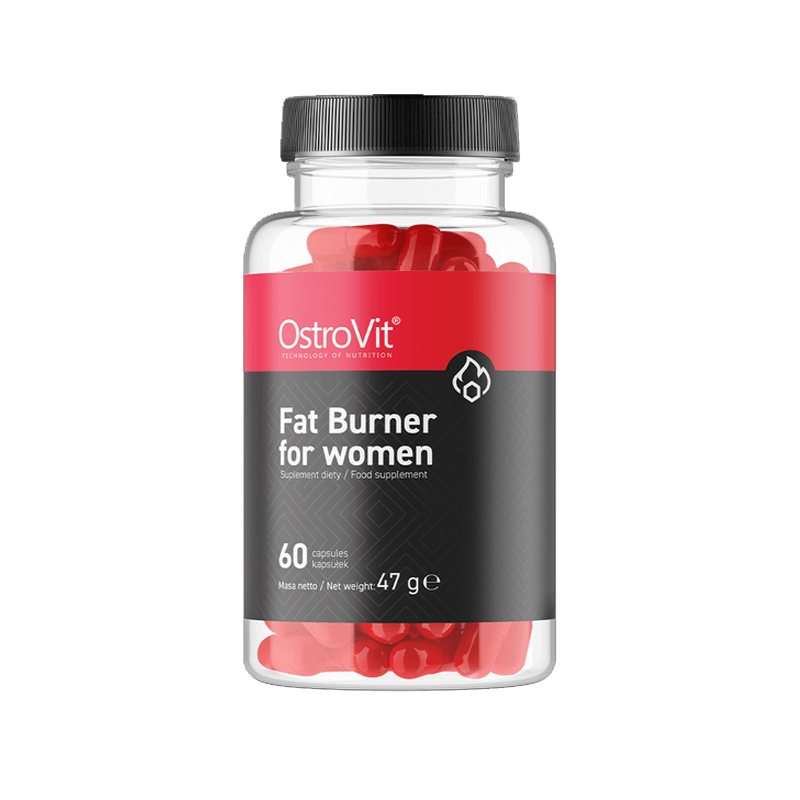 OstroVit®
TECHNOLOGY OF NUTRITION
Fat Burner
for women
Suplement diety / Food supplement
60 capsules
kapsułek
Masa netto / Net weight: 47 g ℮